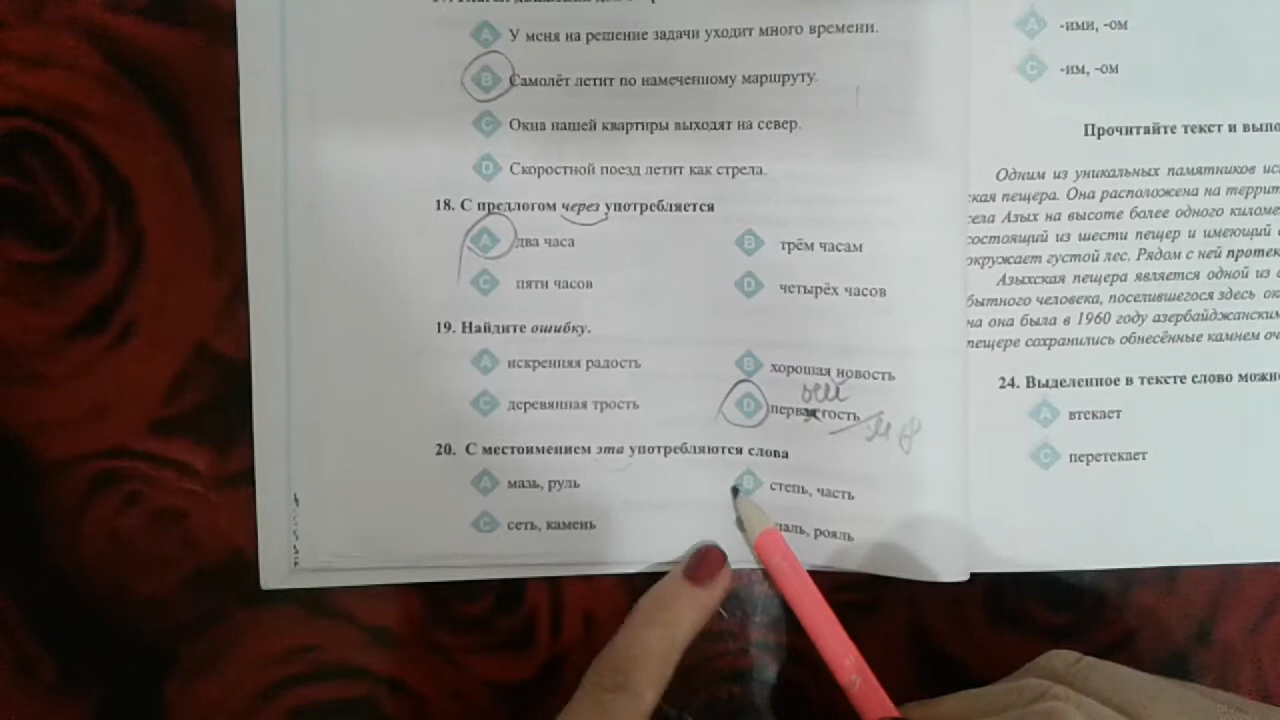 A У меня на решение задачи уходит много времени.
B Самолёт летит по намеченному маршруту.
C Окна нашей квартиры выходят на север.
D Скоростной поезд летит как стрела.
18. С предлогом через употребляется
A два часа
B трём часам
C пяти часов
D четырёх часов
19. Найдите ошибку.
A искренняя радость
B хорошая новость
C деревянная трость
D первая гость
20. С местоимением эта употребляются слова
A мазь, руль
B степь, часть
C сеть, камень
рояль
A -ими, -ом
C -им, -ом
Прочитайте текст и
Одним из уникальных памятников
пещера. Она расположена на
Азых на высоте более одного
состоящий из шести пещер и имеющий
окружает густой лес. Рядом с ней
Азыхская пещера является одной из
человека, поселившегося здесь
она была в 1960 году
пещере сохранились обнесённые камнем
24. Выделенное в тексте слово
A втекает
C перетекает